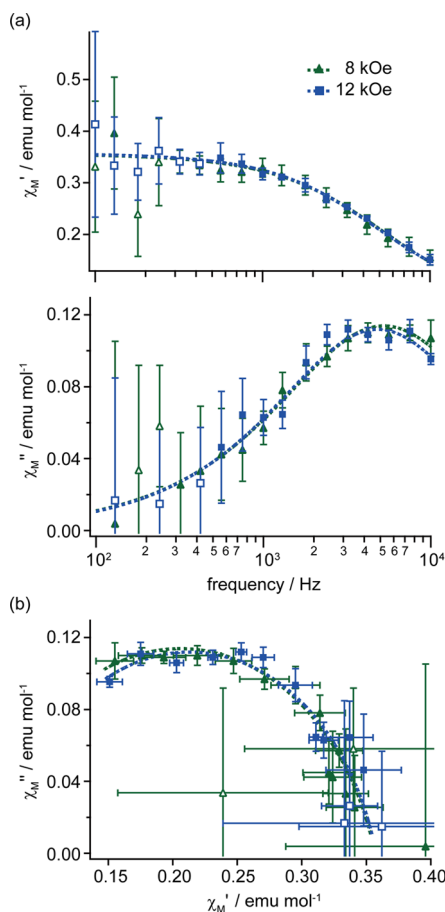 (a)
8 kOe
12 kOe
0.5
0.4
0.3
0.2
χM' / emu mol⁻¹
0.12
0.08
0.04
0.00
χM'' / emu mol⁻¹
10² 2 3 4 5 6 7 10³ 2 3 4 5 6 7 10⁴
frequency / Hz
(b)
0.12
0.08
0.04
0.00
χM'' / emu mol⁻¹
0.15 0.20 0.25 0.30 0.35 0.40
χM' / emu mol⁻¹